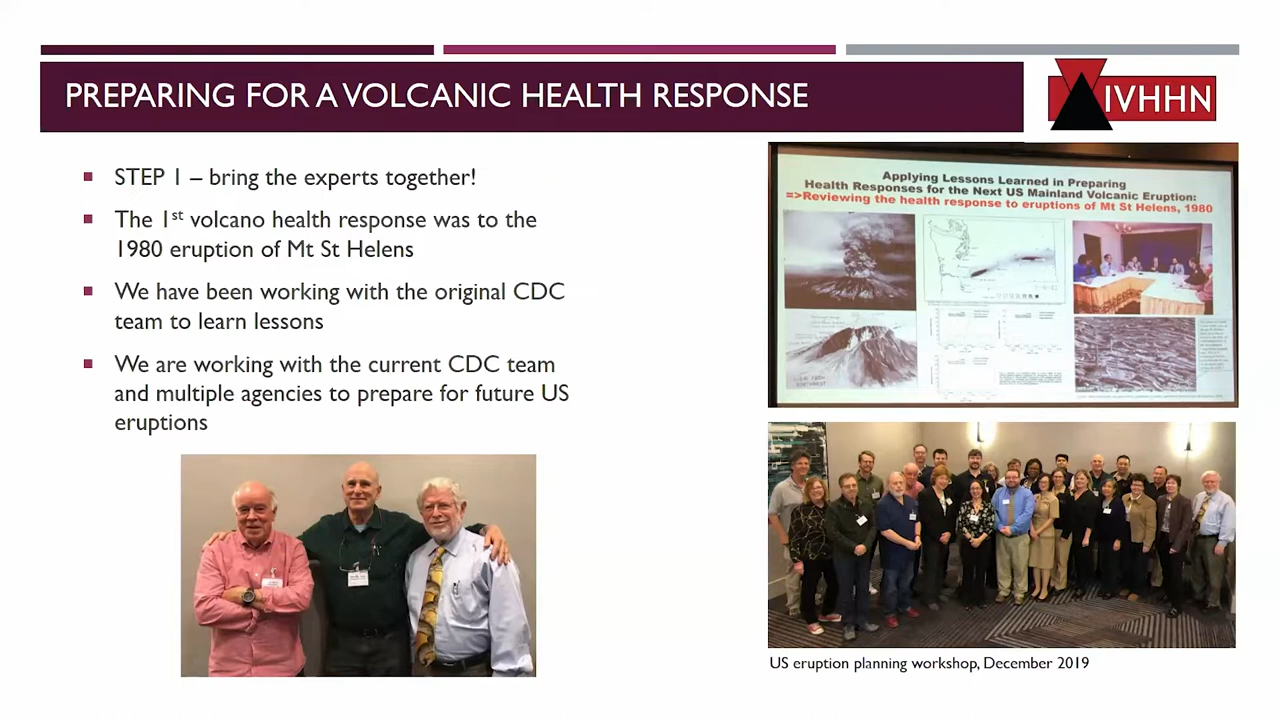 PREPARING FOR A VOLCANIC HEALTH RESPONSE
IVHHN
STEP 1 – bring the experts together!
The 1st volcano health response was to the
1980 eruption of Mt St Helens
We have been working with the original CDC
team to learn lessons
We are working with the current CDC team
and multiple agencies to prepare for future US
eruptions
Applying Lessons Learned in Preparing
Health Responses for the Next US Mainland Volcanic Eruption:
=>Reviewing the health response to eruptions of Mt St Helens, 1980
US eruption planning workshop, December 2019